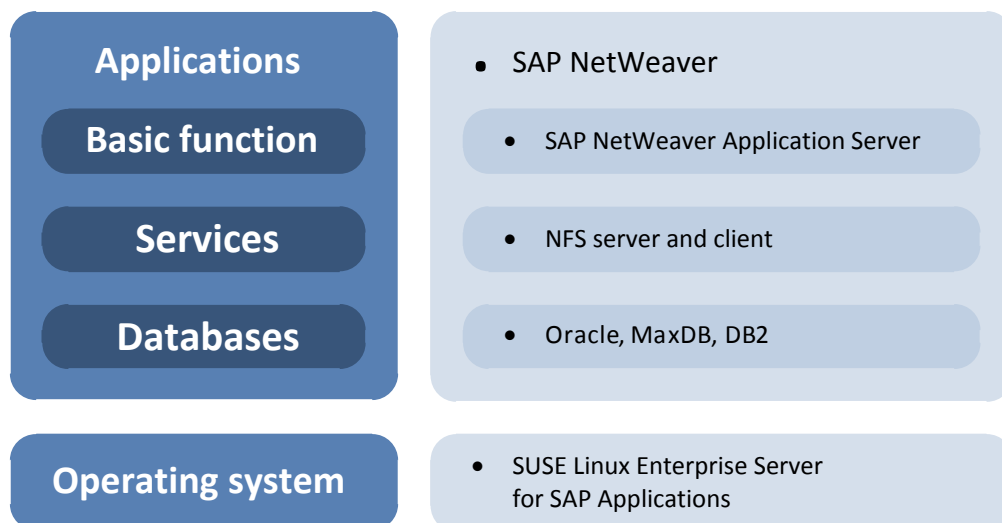 Applications
• SAP NetWeaver
Basic function
• SAP NetWeaver Application Server
Services
• NFS server and client
Databases
• Oracle, MaxDB, DB2
Operating system
• SUSE Linux Enterprise Server
for SAP Applications